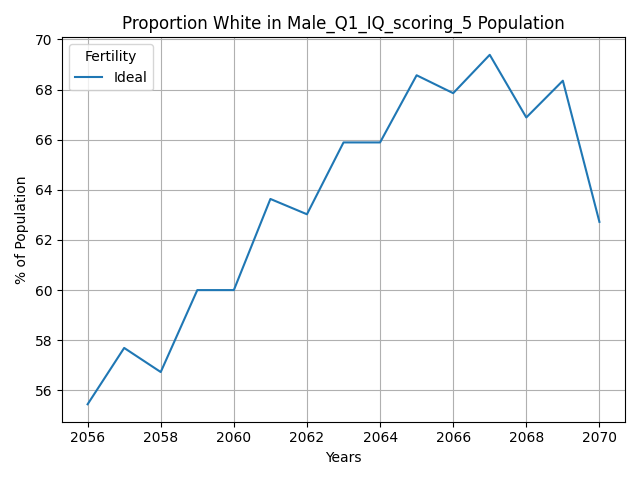 Proportion White in Male_Q1_IQ_scoring_5 Population
70
68
66
64
62
60
58
56
% of Population
Fertility
Ideal
2056 2058 2060 2062 2064 2066 2068 2070
Years